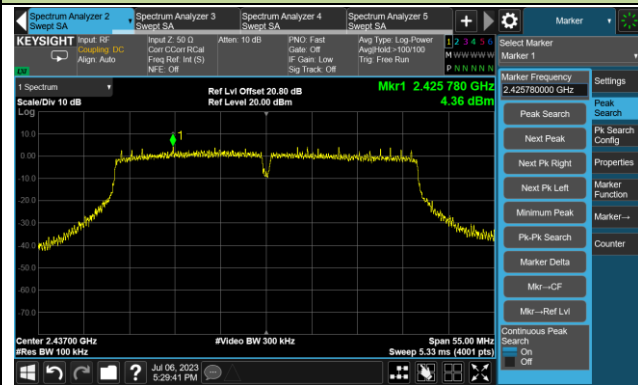 Spectrum Analyzer 2
Swept SA
Spectrum Analyzer 3
Swept SA
Spectrum Analyzer 4
Swept SA
Spectrum Analyzer 5
Swept SA
Marker
KEYSIGHT
Input: RF
Coupling: DC
Align: Auto
Input Z: 50 Ω
Corr CCorr RCal
Freq Ref: Int (S)
NFE: Off
Atten: 10 dB
PNO: Fast
Gate: Off
IF Gain: Low
Sig Track: Off
Avg Type: Log-Power
Avg|Hold:>100/100
Trig: Free Run
1 2 3 4 5 6
M W W W W W
P N N N N N
Select Marker
Marker 1
1 Spectrum
Scale/Div 10 dB
Log
Ref Lvl Offset 20.80 dB
Ref Level 20.00 dBm
Mkr1 2.425 780 GHz
4.36 dBm
10.0
0.00
-10.0
-20.0
-30.0
-40.0
-50.0
-60.0
-70.0
1
Center 2.43700 GHz
#Res BW 100 kHz
#Video BW 300 kHz
Span 55.00 MHz
Sweep 5.33 ms (4001 pts)
Marker Frequency
2.425780000 GHz
Peak Search
Next Peak
Next Pk Right
Next Pk Left
Minimum Peak
Pk-Pk Search
Marker Delta
Mkr→CF
Mkr→Ref Lvl
Continuous Peak
Search
On
Off
Settings
Peak
Search
Pk Search
Config
Properties
Marker
Function
Marker→
Counter
Jul 06, 2023
5:29:41 PM